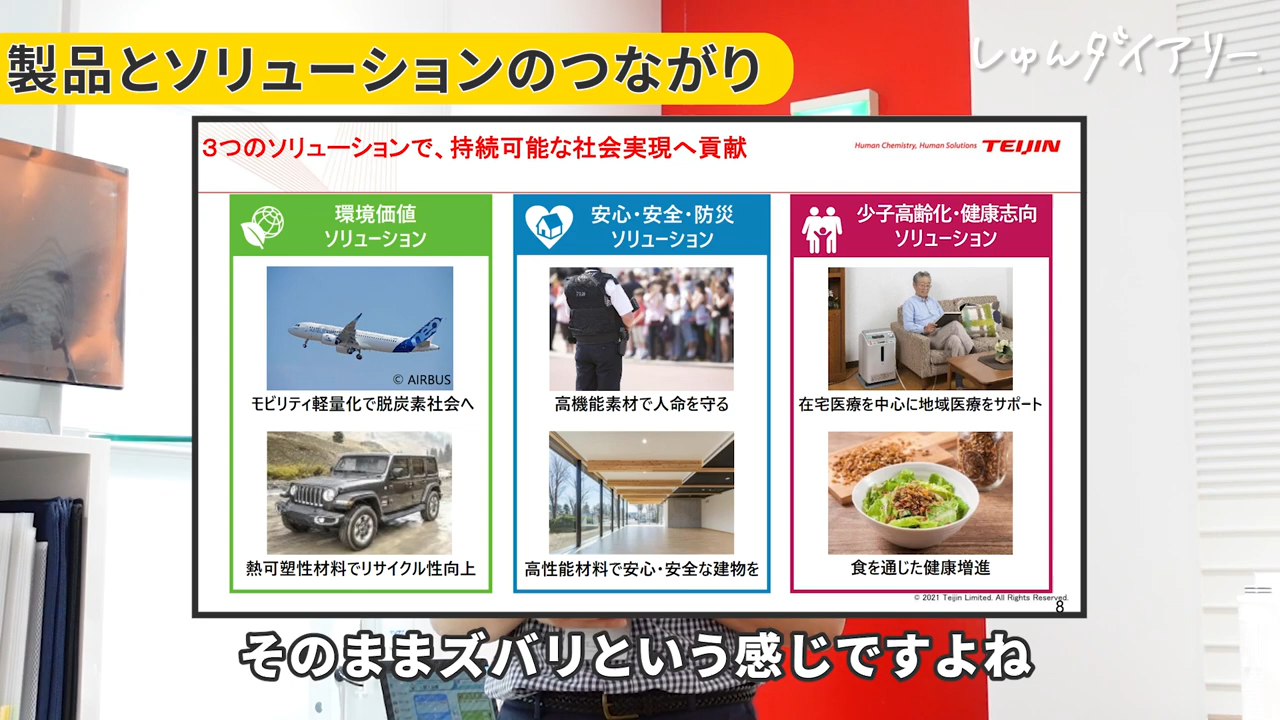 製品とソリューションのつながり
しゅんダイアリー.
3つのソリューションで、持続可能な社会実現へ貢献
Human Chemistry, Human Solutions TEIJIN
環境価値
ソリューション
安心・安全・防災
ソリューション
少子高齢化・健康志向
ソリューション
© AIRBUS
モビリティ軽量化で脱炭素社会へ
高機能素材で人命を守る
在宅医療を中心に地域医療をサポート
熱可塑性材料でリサイクル性向上
高性能材料で安心・安全な建物を
食を通じた健康増進
© 2021 Teijin Limited. All Rights Reserved.
8
そのままズバリという感じですよね